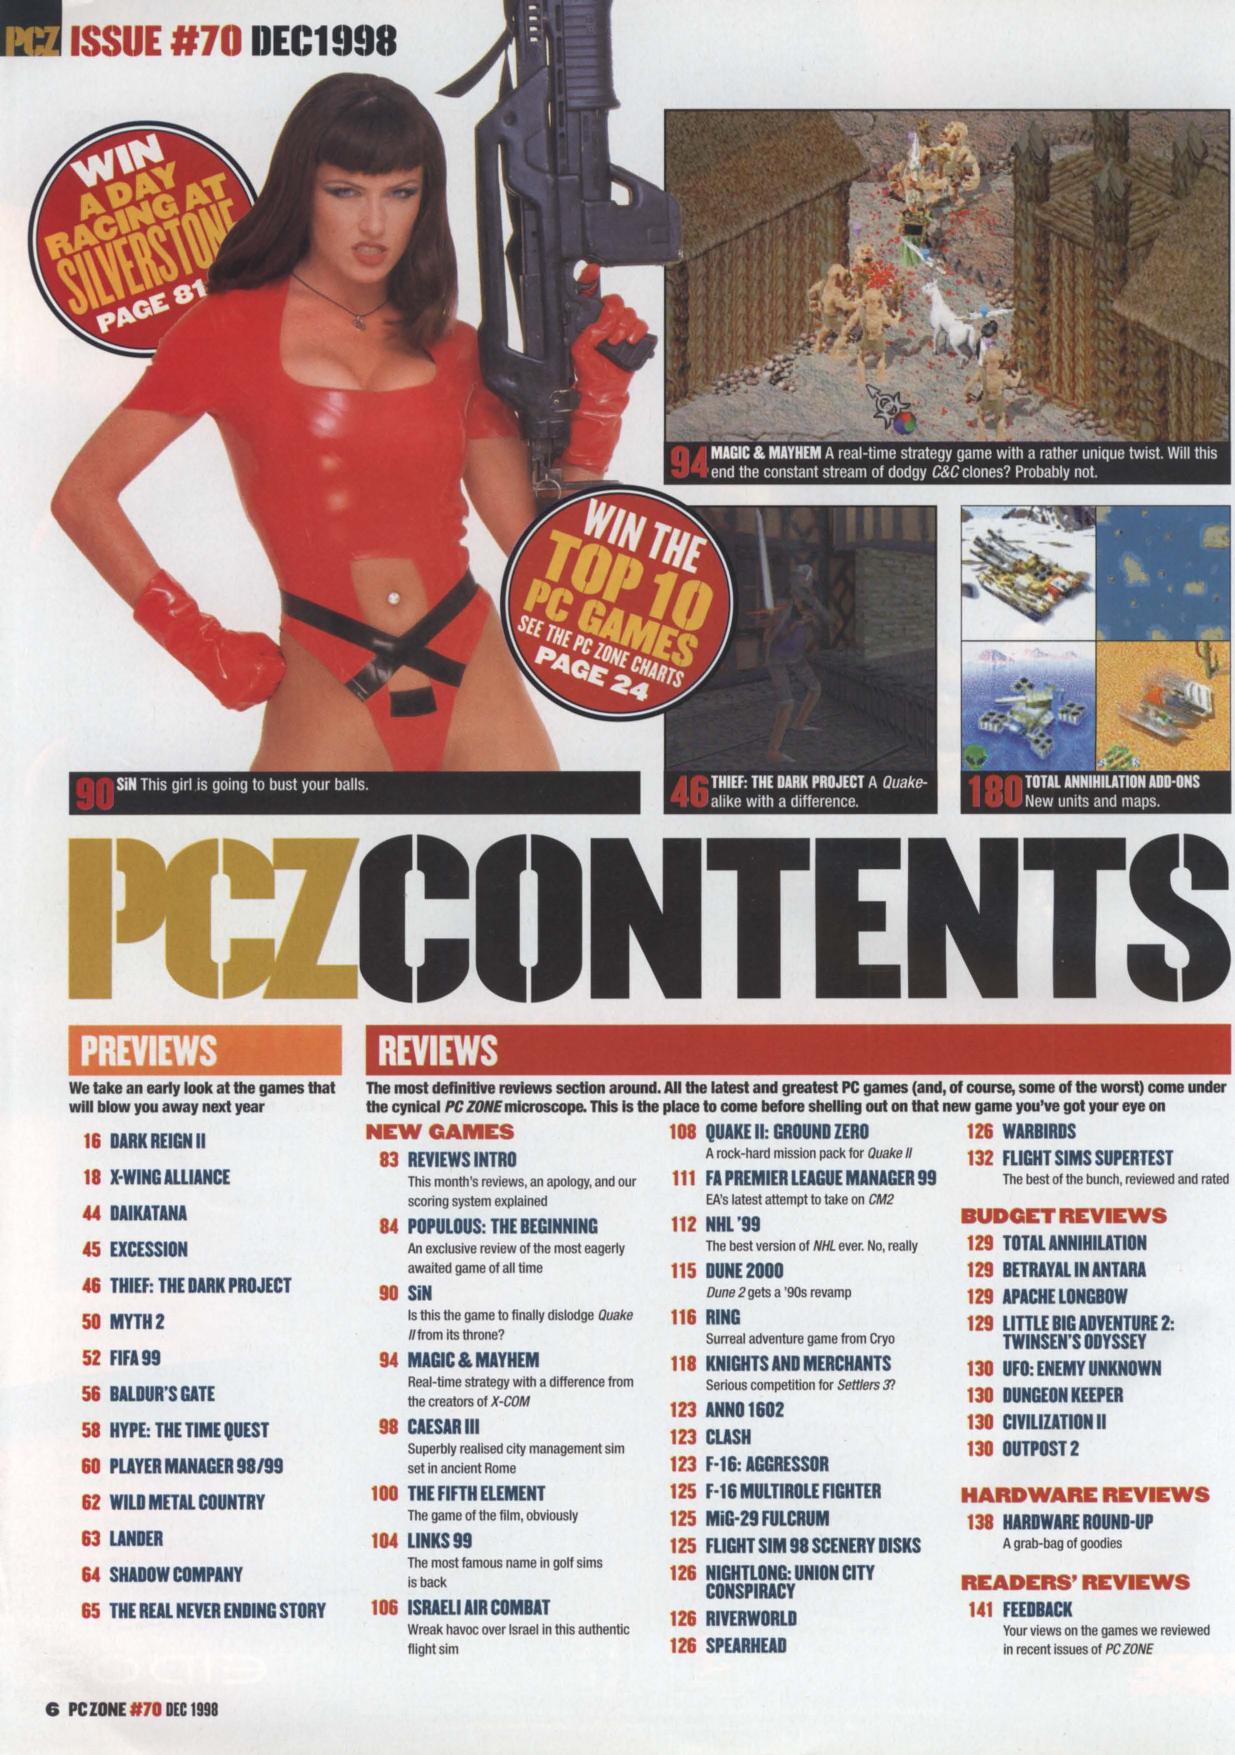 PCZ ISSUE #70 DEC1998
WIN
A DAY
RACING AT
SILVERSTONE
PAGE 81
94 MAGIC & MAYHEM A real-time strategy game with a rather unique twist. Will this
end the constant stream of dodgy C&C clones? Probably not.
WIN THE
TOP 10
PC GAMES
SEE THE PC ZONE CHARTS
PAGE 24
90 SiN This girl is going to bust your balls.
46 THIEF: THE DARK PROJECT A Quake-
alike with a difference.
180 TOTAL ANNIHILATION ADD-ONS
New units and maps.
PCZCONTENTS
PREVIEWS
We take an early look at the games that
will blow you away next year
16 DARK REIGN II
18 X-WING ALLIANCE
44 DAIKATANA
45 EXCESSION
46 THIEF: THE DARK PROJECT
50 MYTH 2
52 FIFA 99
56 BALDUR'S GATE
58 HYPE: THE TIME QUEST
60 PLAYER MANAGER 98/99
62 WILD METAL COUNTRY
63 LANDER
64 SHADOW COMPANY
65 THE REAL NEVER ENDING STORY
REVIEWS
The most definitive reviews section around. All the latest and greatest PC games (and, of course, some of the worst) come under
the cynical PC ZONE microscope. This is the place to come before shelling out on that new game you've got your eye on
NEW GAMES
83 REVIEWS INTRO
This month's reviews, an apology, and our
scoring system explained
84 POPULOUS: THE BEGINNING
An exclusive review of the most eagerly
awaited game of all time
90 SiN
Is this the game to finally dislodge Quake
II from its throne?
94 MAGIC & MAYHEM
Real-time strategy with a difference from
the creators of X-COM
98 CAESAR III
Superbly realised city management sim
set in ancient Rome
100 THE FIFTH ELEMENT
The game of the film, obviously
104 LINKS 99
The most famous name in golf sims
is back
106 ISRAELI AIR COMBAT
Wreak havoc over Israel in this authentic
flight sim
108 QUAKE II: GROUND ZERO
A rock-hard mission pack for Quake II
111 FA PREMIER LEAGUE MANAGER 99
EA's latest attempt to take on CM2
112 NHL '99
The best version of NHL ever. No, really
115 DUNE 2000
Dune 2 gets a '90s revamp
116 RING
Surreal adventure game from Cryo
118 KNIGHTS AND MERCHANTS
Serious competition for Settlers 3?
123 ANNO 1602
123 CLASH
123 F-16: AGGRESSOR
125 F-16 MULTIROLE FIGHTER
125 MiG-29 FULCRUM
125 FLIGHT SIM 98 SCENERY DISKS
126 NIGHTLONG: UNION CITY
CONSPIRACY
126 RIVERWORLD
126 SPEARHEAD
126 WARBIRDS
132 FLIGHT SIMS SUPERTEST
The best of the bunch, reviewed and rated
BUDGET REVIEWS
129 TOTAL ANNIHILATION
129 BETRAYAL IN ANTARA
129 APACHE LONGBOW
129 LITTLE BIG ADVENTURE 2:
TWINSEN'S ODYSSEY
130 UFO: ENEMY UNKNOWN
130 DUNGEON KEEPER
130 CIVILIZATION II
130 OUTPOST 2
HARDWARE REVIEWS
138 HARDWARE ROUND-UP
A grab-bag of goodies
READERS' REVIEWS
141 FEEDBACK
Your views on the games we reviewed
in recent issues of PC ZONE
6 PC ZONE #70 DEC 1998